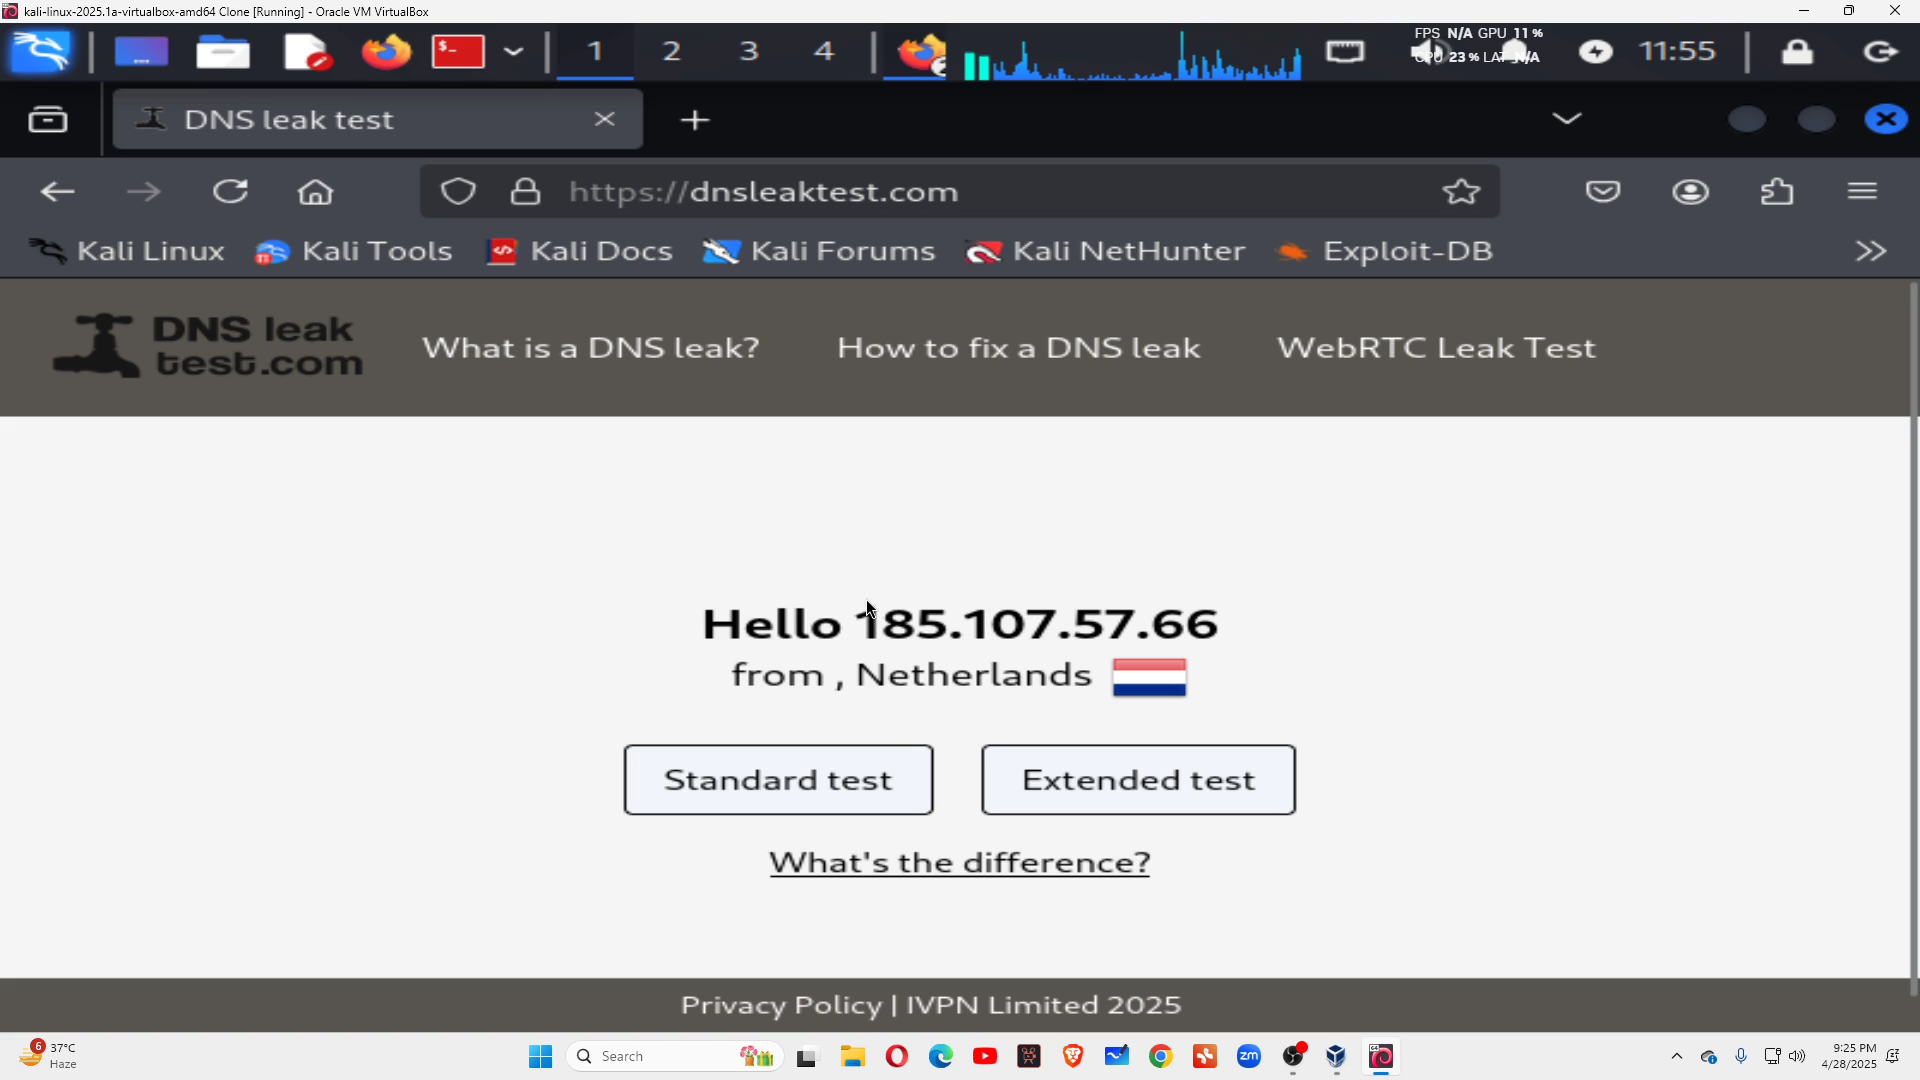 kali-linux-2025.1a-virtualbox-amd64 Clone [Running] - Oracle VM VirtualBox
1 2 3 4
FPS N/A GPU 11 %
CPU 23 % LAT N/A
11:55
DNS leak test
https://dnsleaktest.com
Kali Linux Kali Tools Kali Docs Kali Forums Kali NetHunter Exploit-DB
DNS leak
test.com
What is a DNS leak? How to fix a DNS leak WebRTC Leak Test
Hello 185.107.57.66
from , Netherlands
Standard test Extended test
What's the difference?
Privacy Policy | IVPN Limited 2025
6
37°C
Haze
Search
zm
9:25 PM
4/28/2025